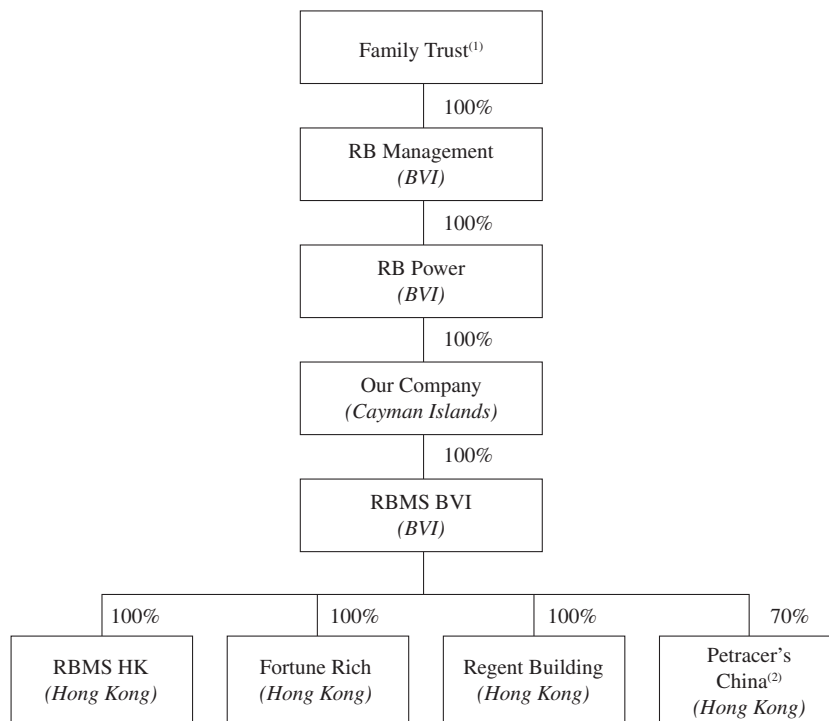 Family Trust(1)
100%
RB Management
(BVI)
100%
RB Power
(BVI)
100%
Our Company
(Cayman Islands)
100%
RBMS BVI
(BVI)
100%
100%
100%
70%
RBMS HK
(Hong Kong)
Fortune Rich
(Hong Kong)
Regent Building
(Hong Kong)
Petracer’s
China(2)
(Hong Kong)